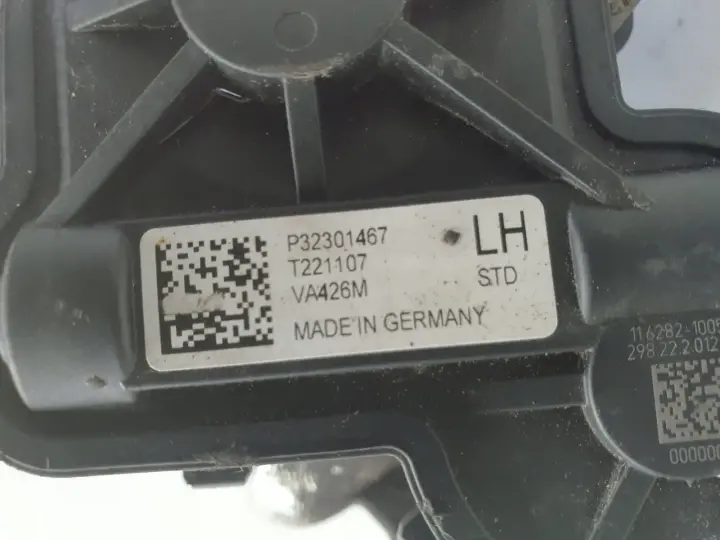 P32301467
T221107
VA426M
MADE IN GERMANY
LH
STD